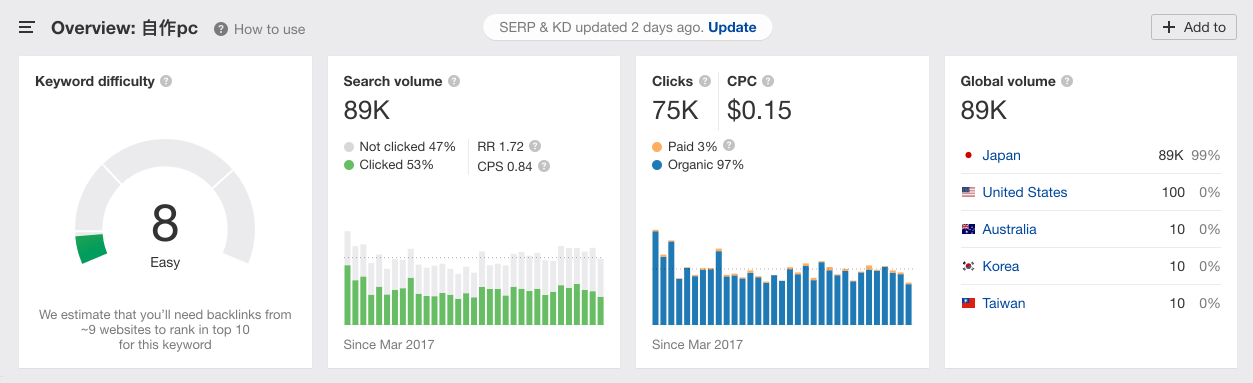 Overview: 自作pc
How to use
SERP & KD updated 2 days ago. Update
+ Add to
Keyword difficulty
8
Easy
We estimate that you'll need backlinks from
~9 websites to rank in top 10
for this keyword
Search volume
89K
Not clicked 47%
Clicked 53%
RR 1.72
CPS 0.84
Since Mar 2017
Clicks
75K
CPC
$0.15
Paid 3%
Organic 97%
Since Mar 2017
Global volume
89K
Japan 89K 99%
United States 100 0%
Australia 10 0%
Korea 10 0%
Taiwan 10 0%